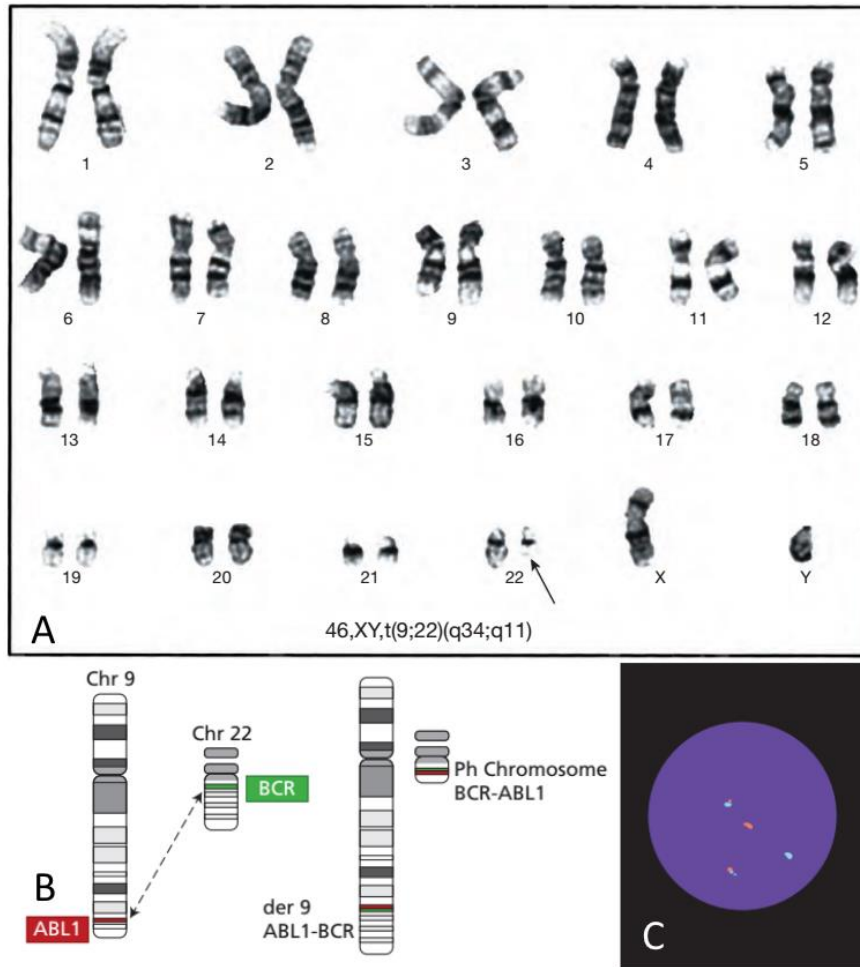 1 2 3 4 5
6 7 8 9 10 11 12
13 14 15 16 17 18
19 20 21 22 X Y
A
46,XY,t(9;22)(q34;q11)
Chr 9
Chr 22
BCR
Ph Chromosome
BCR-ABL1
B
ABL1
der 9
ABL1-BCR
C